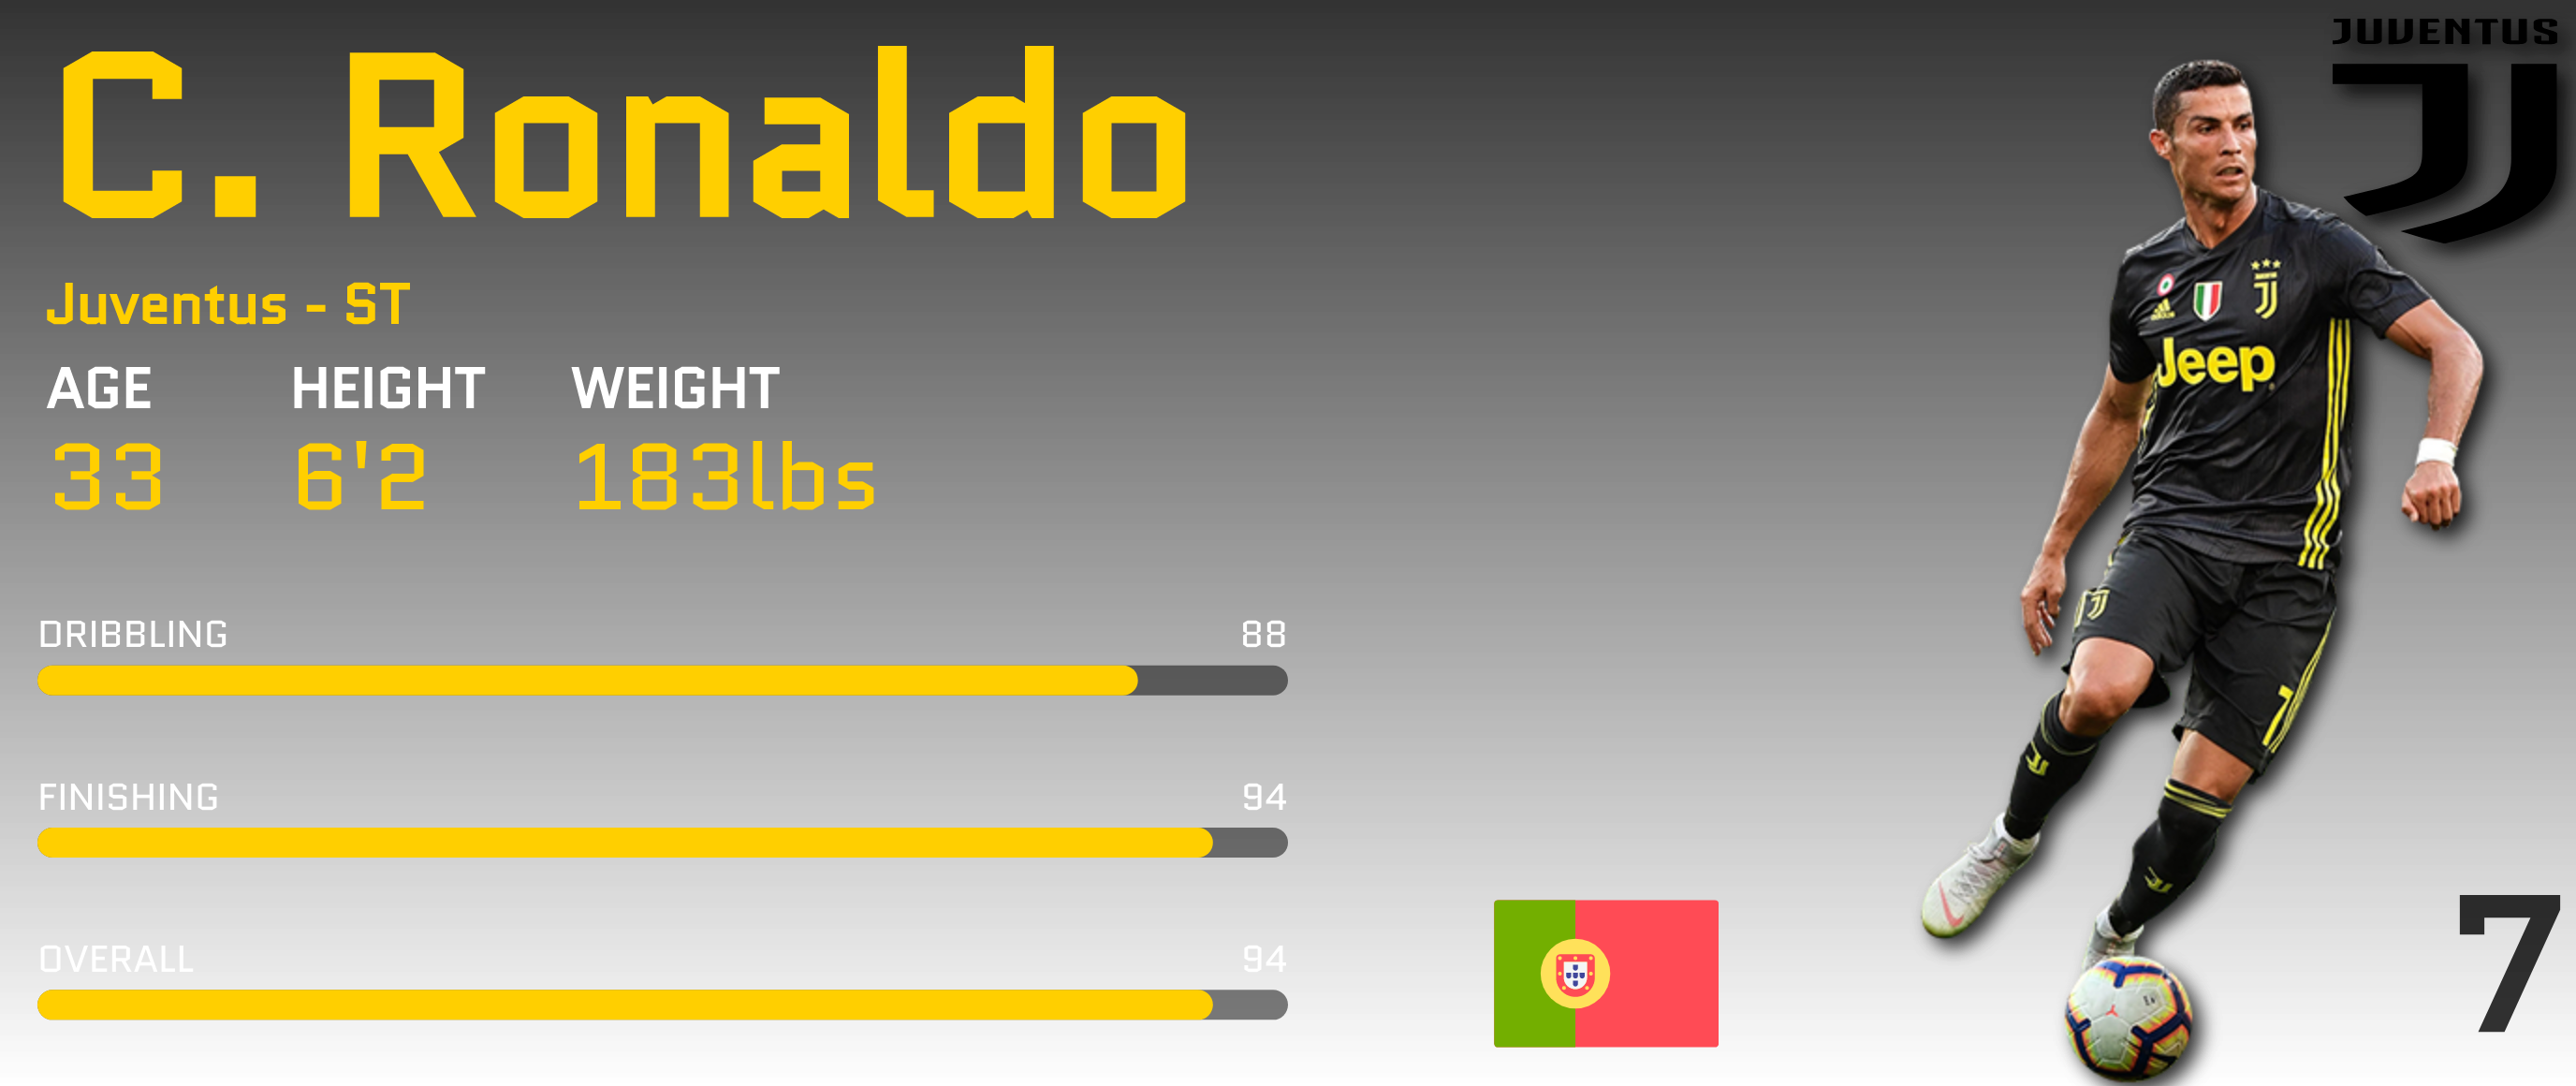 C. Ronaldo
JUVENTUS
Juventus - ST
AGE HEIGHT WEIGHT
33 6'2 183lbs
Jeep
DRIBBLING 88
7
FINISHING 94
OVERALL 94
7